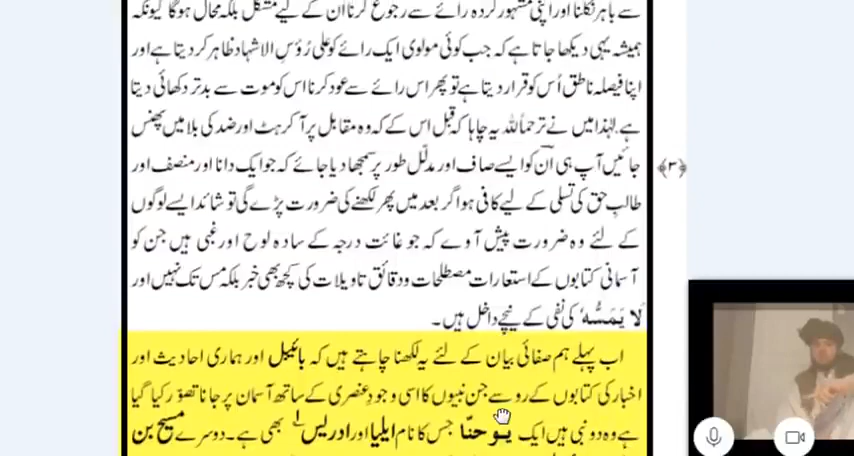 سے باہر نکلنا اور اپنی مشہور کردہ رائے سے رجوع کرنا ان کے لیے مشکل بلکہ محال ہوگا کیونکہ
ہمیشہ یہی دیکھا جاتا ہے کہ جب کوئی مولوی ایک رائے کو علی رُؤسِ الاشہاد ظاہر کر دیتا ہے اور
اپنا فیصلہ ناطق اُس کو قرار دیتا ہے تو پھر اس رائے سے عود کرنا اس کو موت سے بدتر دکھائی دیتا
ہے لہٰذا میں نے ترحماً للہ یہ چاہا کہ قبل اس کے کہ وہ مقابل پر آ کر ہٹ اور ضد کی بلا میں پھنس
جائیں آپ ہی اُن کو ایسے صاف اور مدلّل طور پر سمجھا دیا جائے کہ جو ایک دانا اور منصف اور
﴿۳﴾
طالبِ حق کی تسلی کے لیے کافی ہو اگر بعد میں پھر لکھنے کی ضرورت پڑے گی تو شائد ایسے لوگوں
کے لئے وہ ضرورت پیش آوے کہ جو غائت درجہ کے سادہ لوح اور غبی ہیں جن کو
آسمانی کتابوں کے استعارات مصطلحات و دقائق تاویلات کی کچھ بھی خبر بلکہ مس تک نہیں اور
لَا يَمَسُّهٗ کی نفی کے نیچے داخل ہیں۔
اب پہلے ہم صفائی بیان کے لئے یہ لکھنا چاہتے ہیں کہ بائیبل اور ہماری احادیث اور
اخبار کی کتابوں کے رو سے جن نبیوں کا اسی وجودِ عنصری کے ساتھ آسمان پر جانا تصوّر کیا گیا
ہے وہ دو نبی ہیں ایک یوحنّا جس کا نام ایلیا اور ادریس بھی ہے۔ دوسرے مسیح بن